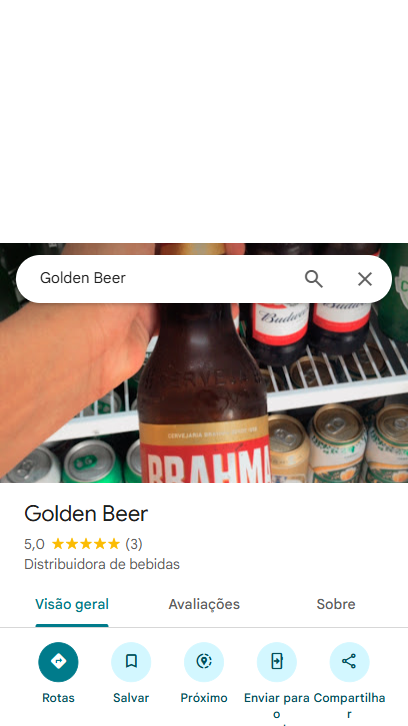 Golden Beer
Budweiser
CERVEJARIA
BRAHMA
Golden Beer
5,0 (3)
Distribuidora de bebidas
Visão geral Avaliações Sobre
Rotas Salvar Próximo Enviar para o Compartilhar